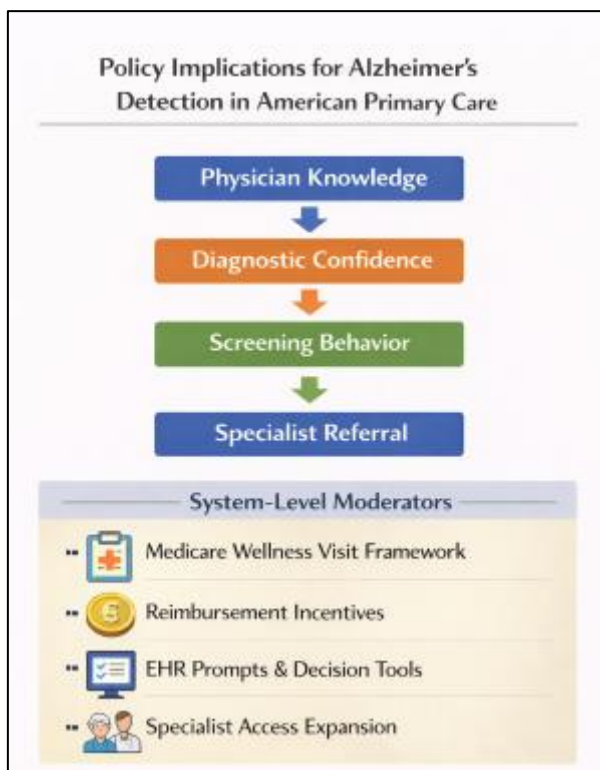 Policy Implications for Alzheimer's
Detection in American Primary Care
Physician Knowledge
Diagnostic Confidence
Screening Behavior
Specialist Referral
System-Level Moderators
Medicare Wellness Visit Framework
Reimbursement Incentives
EHR Prompts & Decision Tools
Specialist Access Expansion